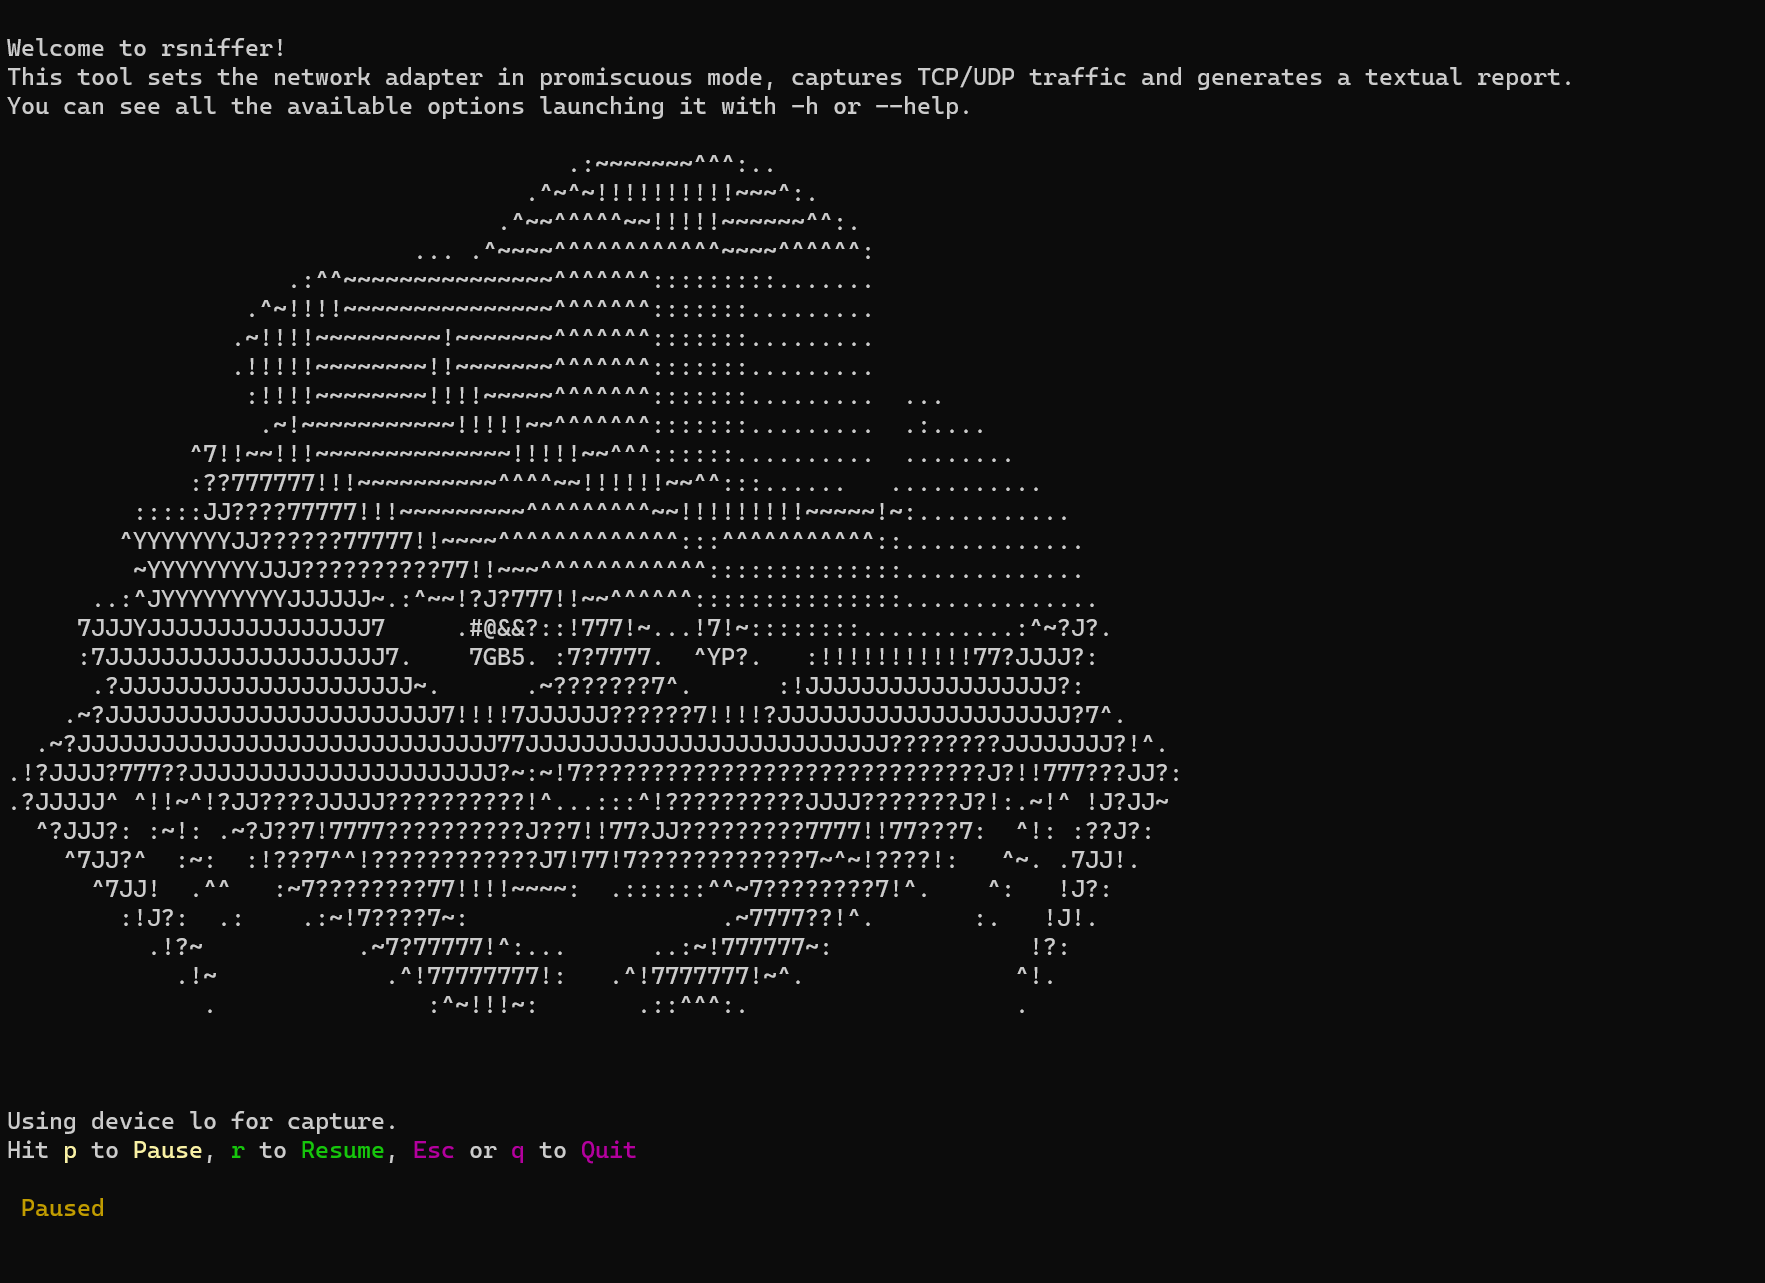 Welcome to rsniffer!
This tool sets the network adapter in promiscuous mode, captures TCP/UDP traffic and generates a textual report.
You can see all the available options launching it with -h or --help.
Using device lo for capture.
Hit p to Pause, r to Resume, Esc or q to Quit
Paused